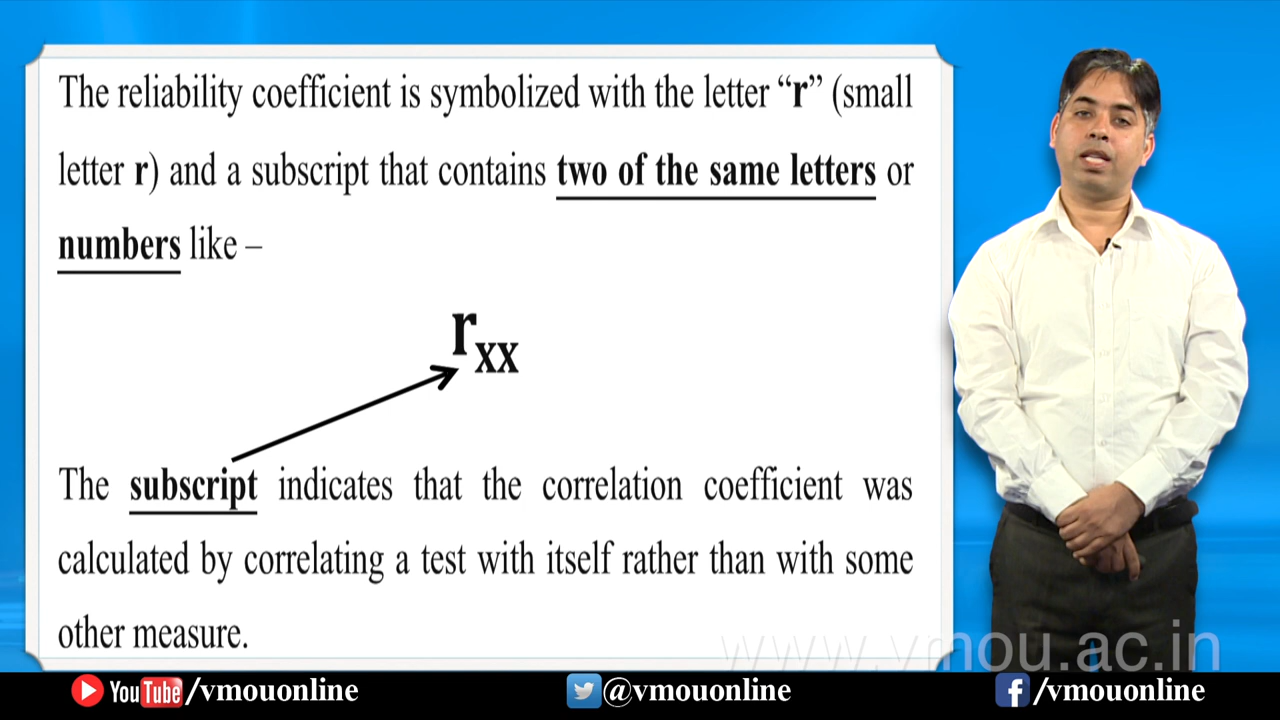 The reliability coefficient is symbolized with the letter “r” (small
letter r) and a subscript that contains two of the same letters or
numbers like –
rxx
The subscript indicates that the correlation coefficient was
calculated by correlating a test with itself rather than with some
other measure.
www.vmou.ac.in
YouTube/vmouonline
@vmouonline
f/vmouonline